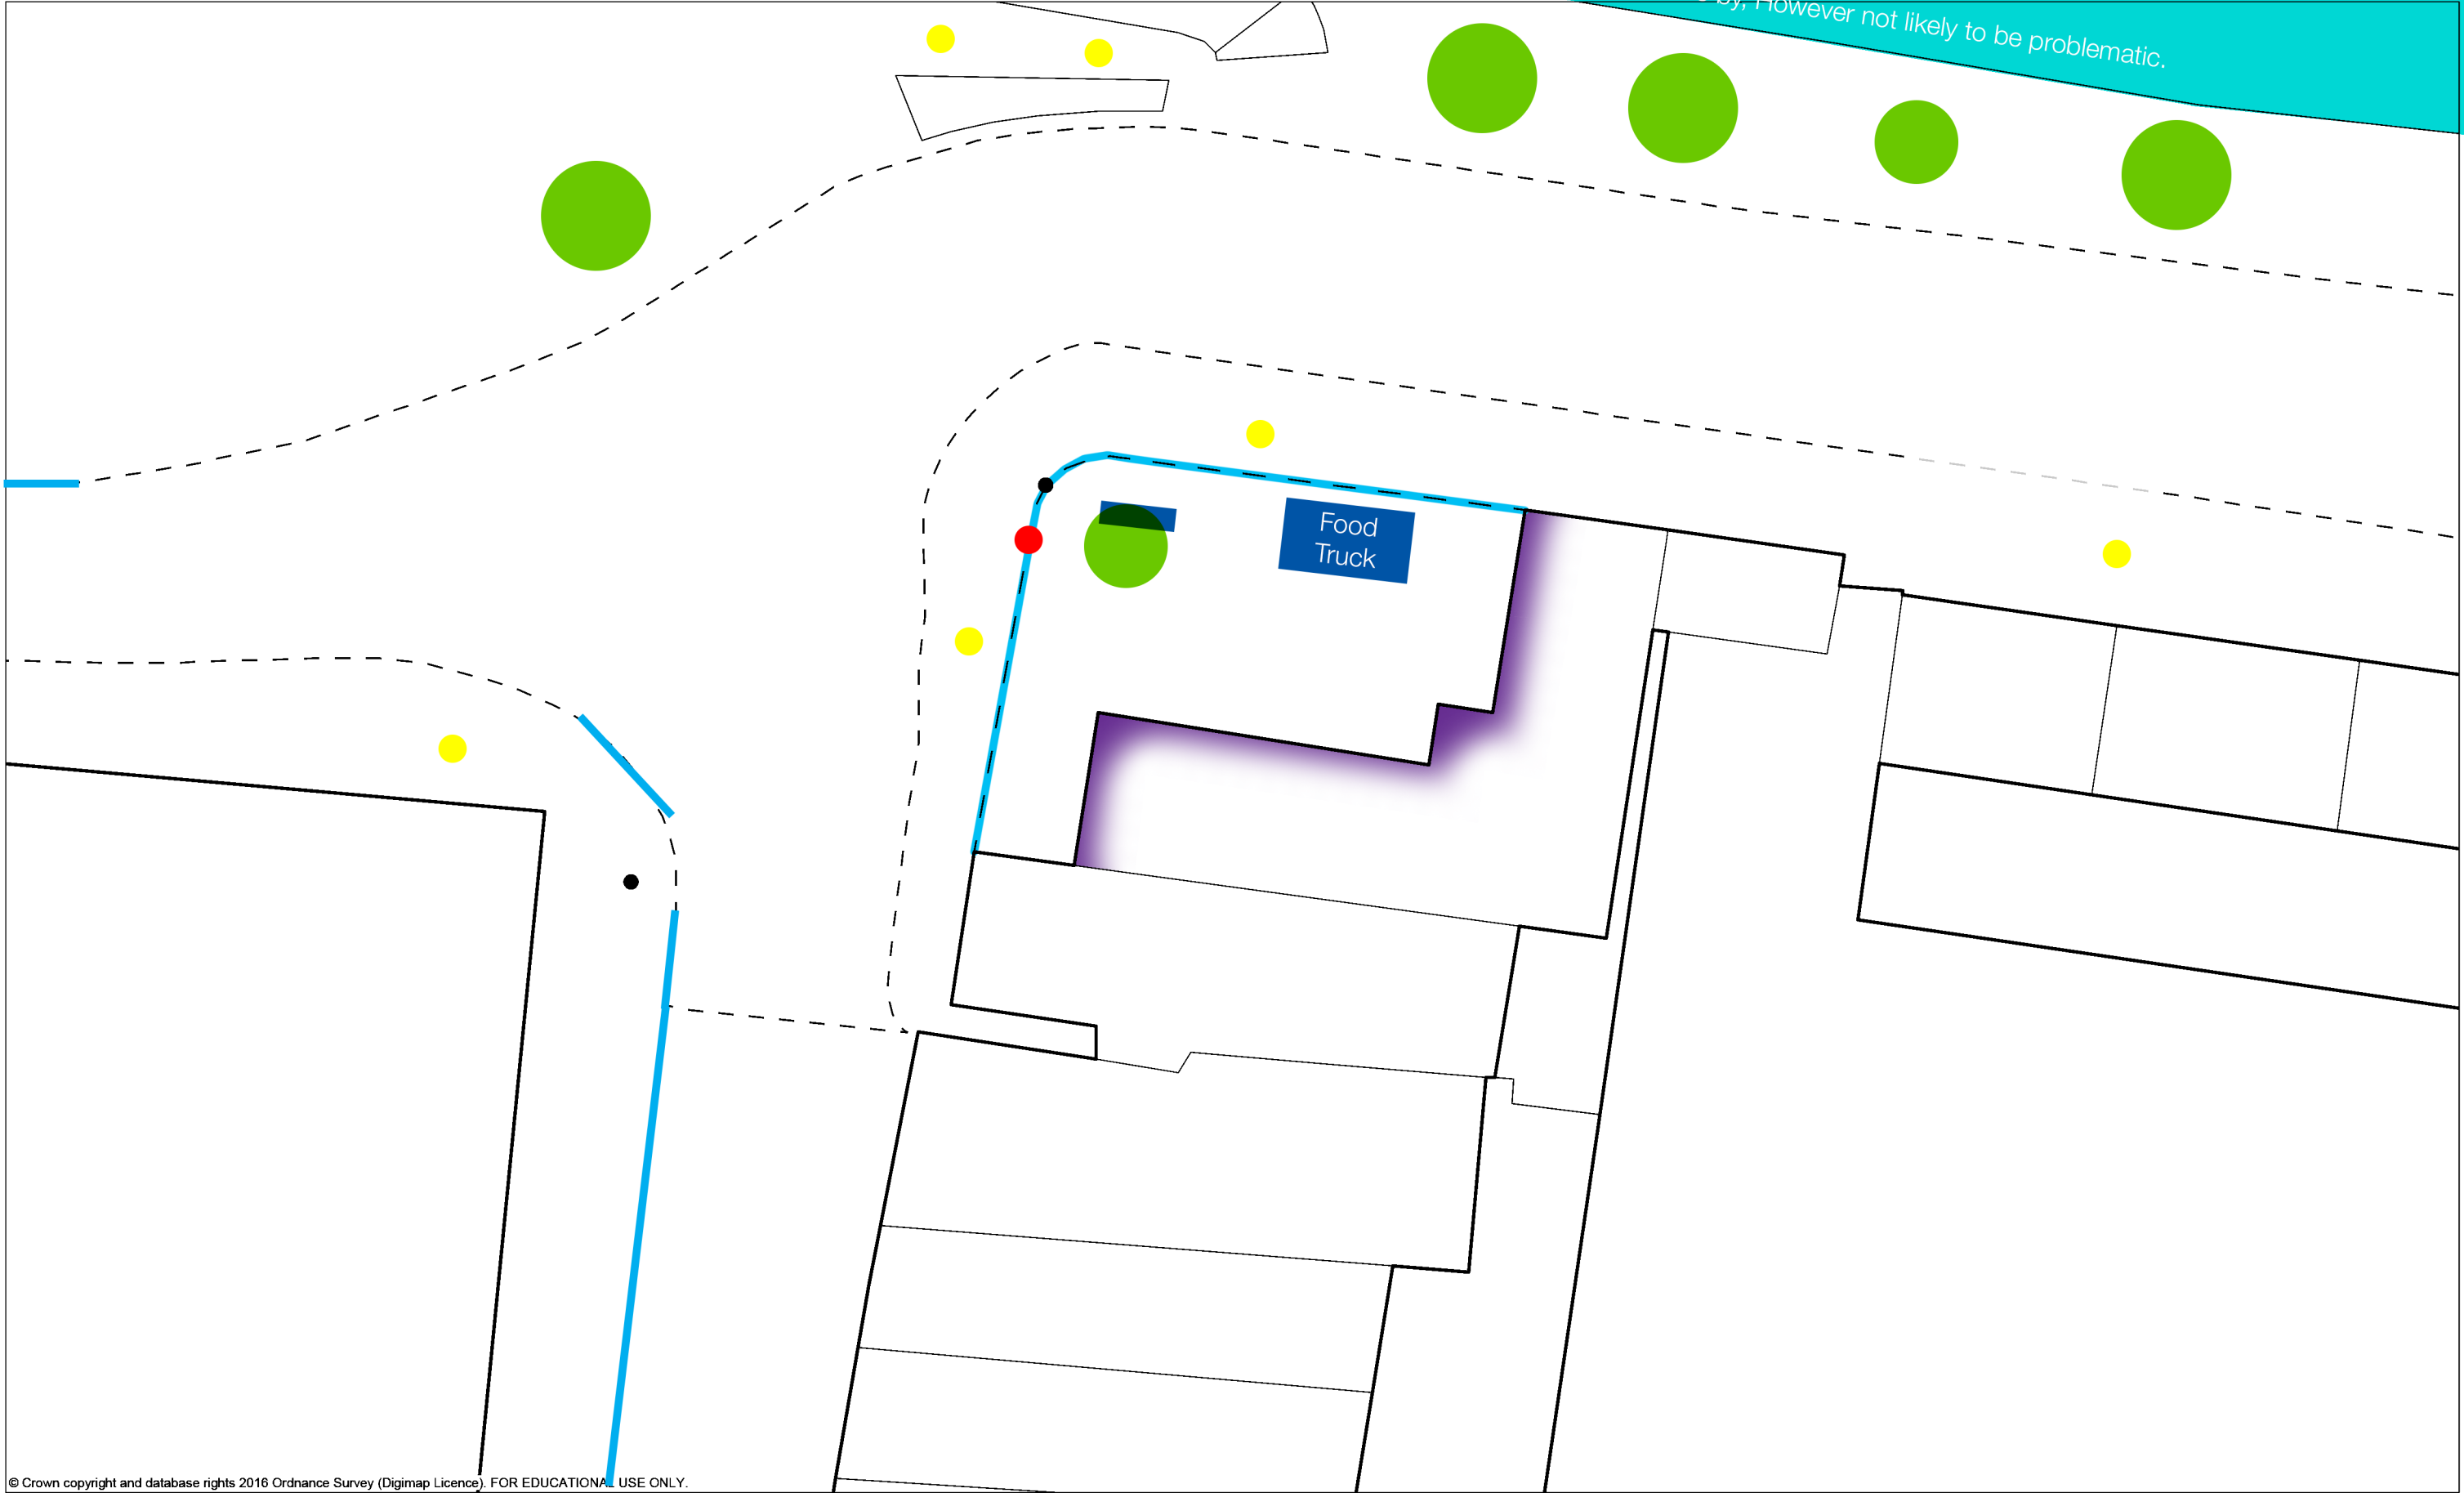 by, However not likely to be problematic.
Food
Truck
© Crown copyright and database rights 2016 Ordnance Survey (Digimap Licence). FOR EDUCATIONAL USE ONLY.